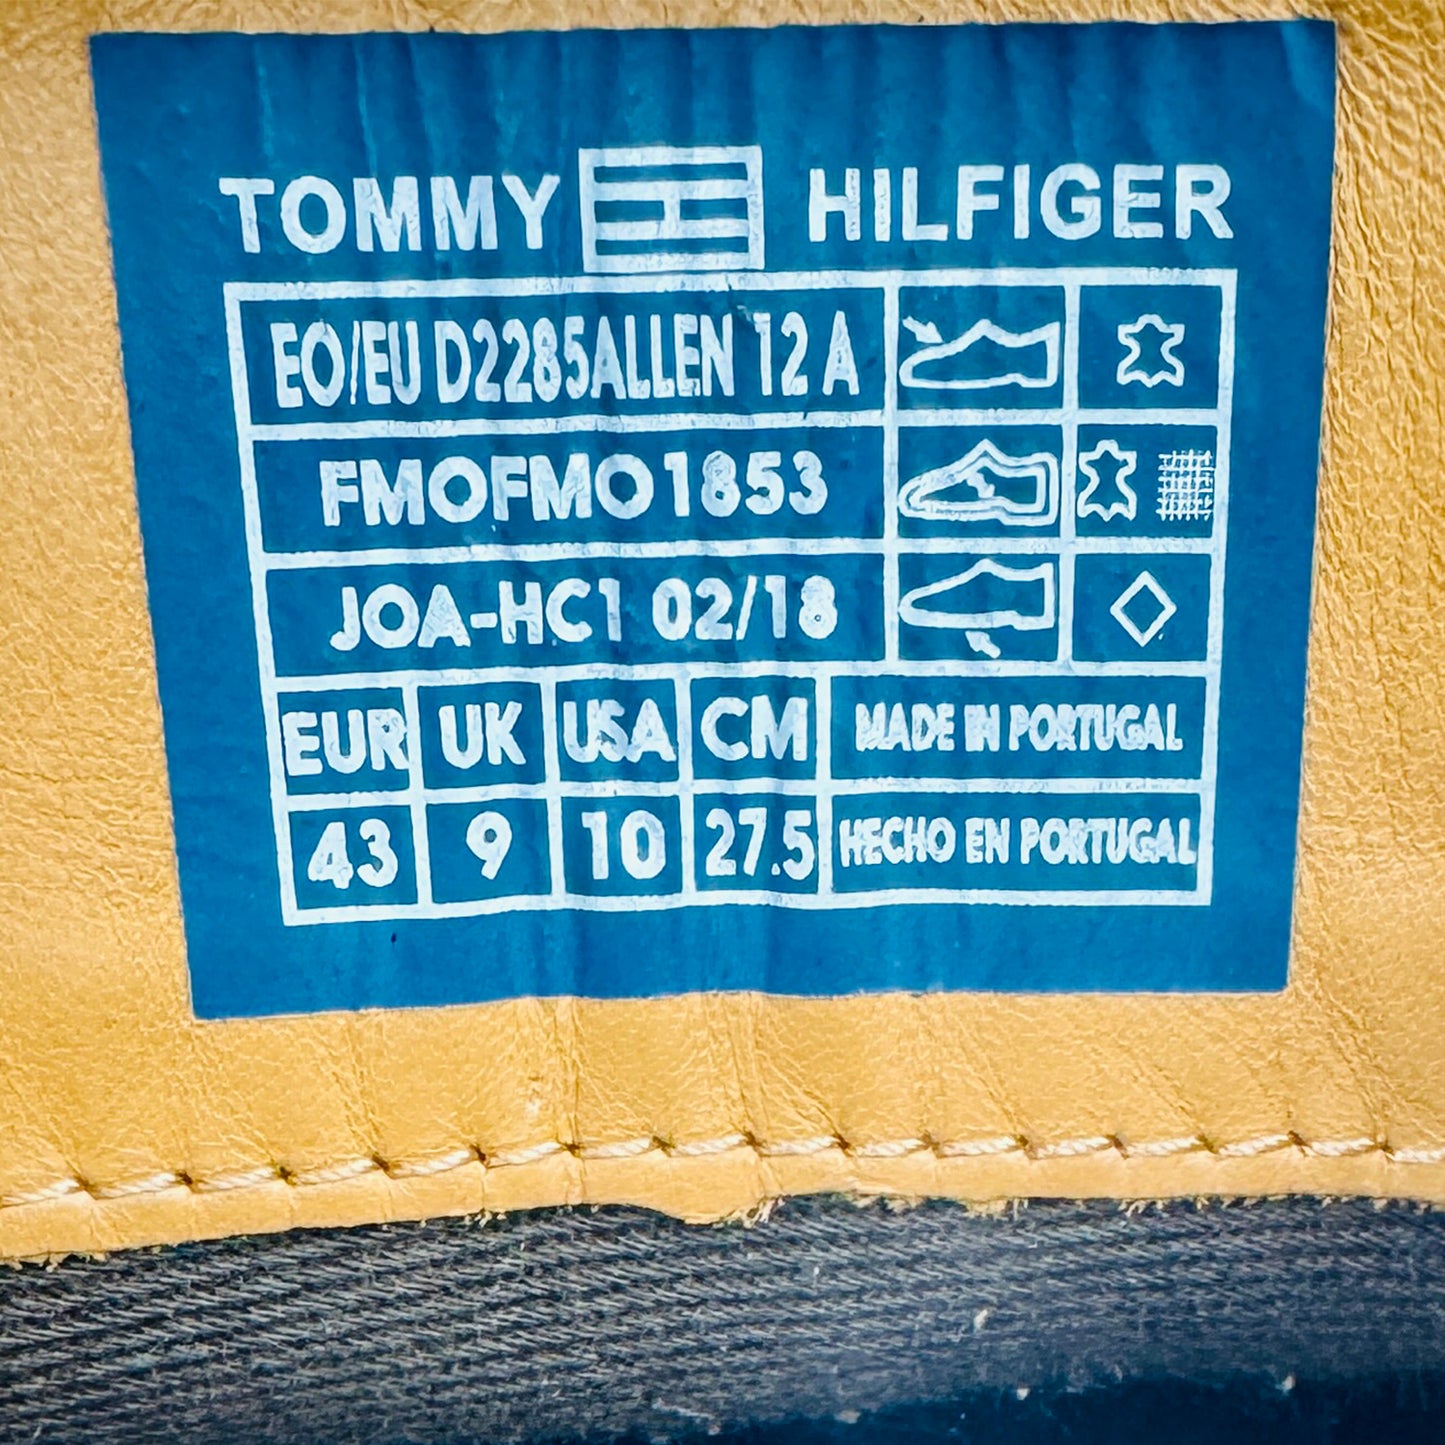 TOMMY HILFIGER
EO/EU D2285ALLEN 12 A
FM0FM01853
JOA-HC1 02/18
EUR UK USA CM MADE IN PORTUGAL
43 9 10 27.5 HECHO EN PORTUGAL